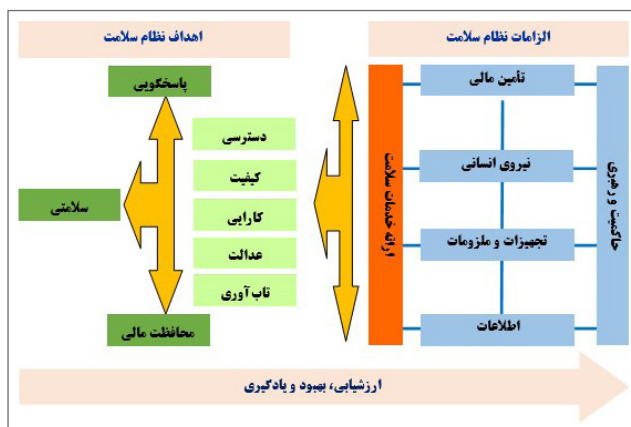 الزامات نظام سلامت
اهداف نظام سلامت
حاکمیت و رهبری
تأمین مالی
نیروی انسانی
تجهیزات و ملزومات
اطلاعات
ارائه خدمات سلامت
دسترسی
کیفیت
کارایی
عدالت
تاب‌آوری
پاسخگویی
سلامتی
محافظت مالی
ارزشیابی، بهبود و یادگیری